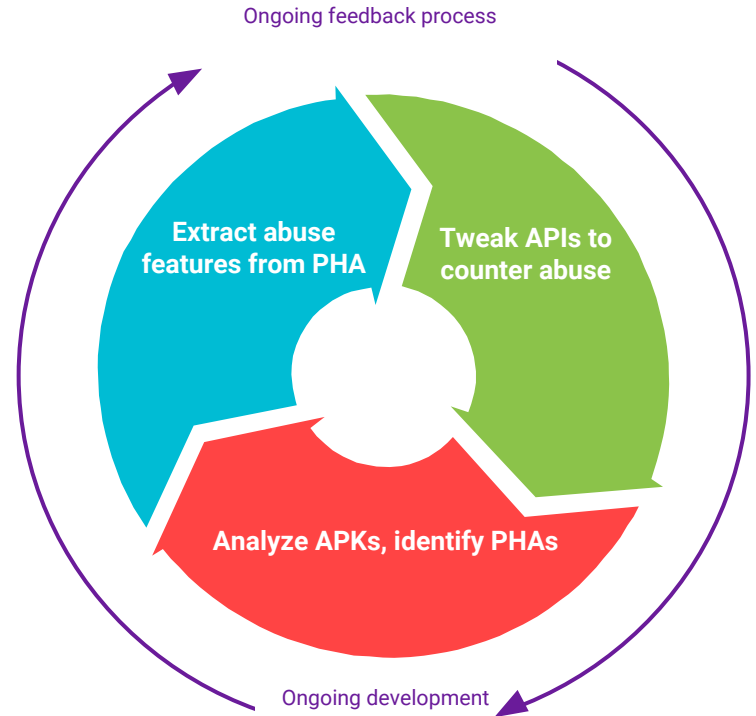 Ongoing feedback process
Extract abuse
features from PHA
Tweak APIs to
counter abuse
Analyze APKs, identify PHAs
Ongoing development